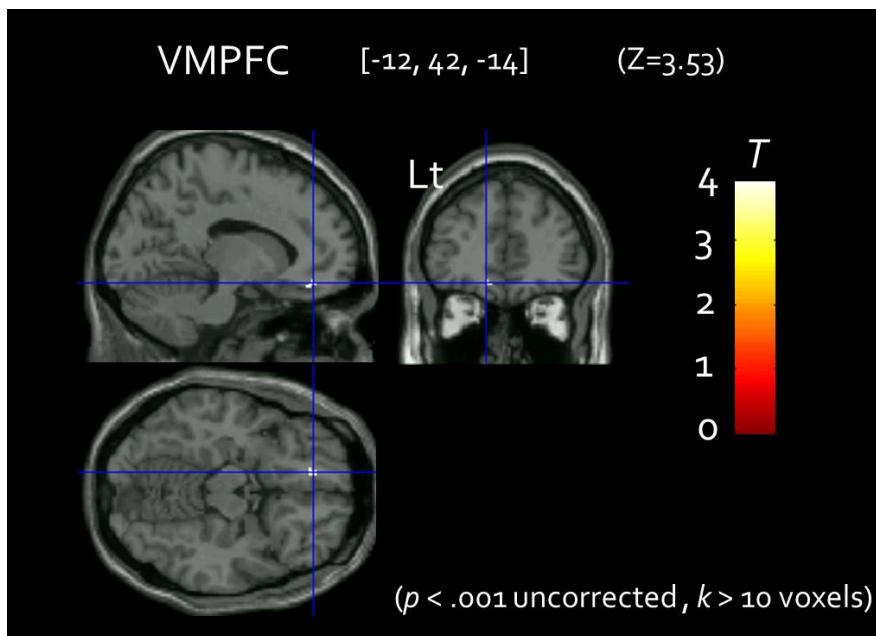 VMPFC [-12, 42, -14] (Z=3.53)
Lt
T
4
3
2
1
0
(p < .001 uncorrected, k > 10 voxels)